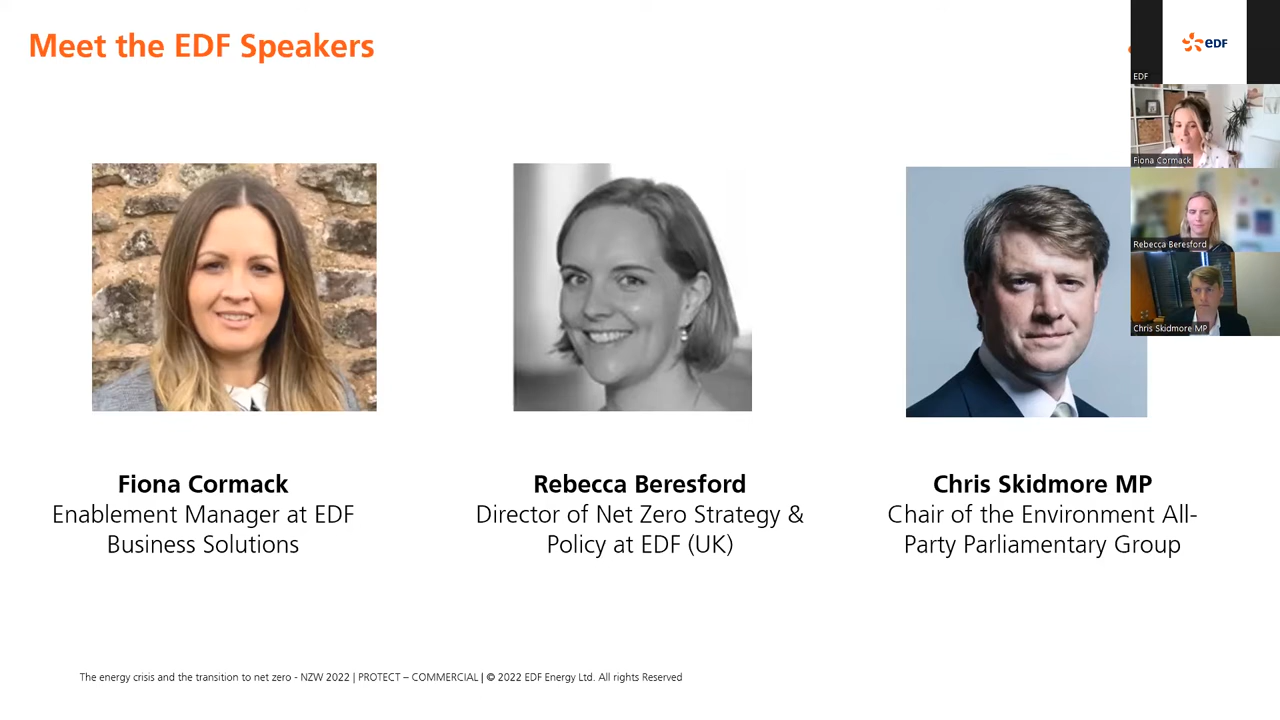 Meet the EDF Speakers
eDF
EDF
Fiona Cormack
Rebecca Beresford
Chris Skidmore MP
Fiona Cormack
Enablement Manager at EDF
Business Solutions
Rebecca Beresford
Director of Net Zero Strategy &
Policy at EDF (UK)
Chris Skidmore MP
Chair of the Environment All-
Party Parliamentary Group
The energy crisis and the transition to net zero - NZW 2022 | PROTECT – COMMERCIAL | © 2022 EDF Energy Ltd. All rights Reserved